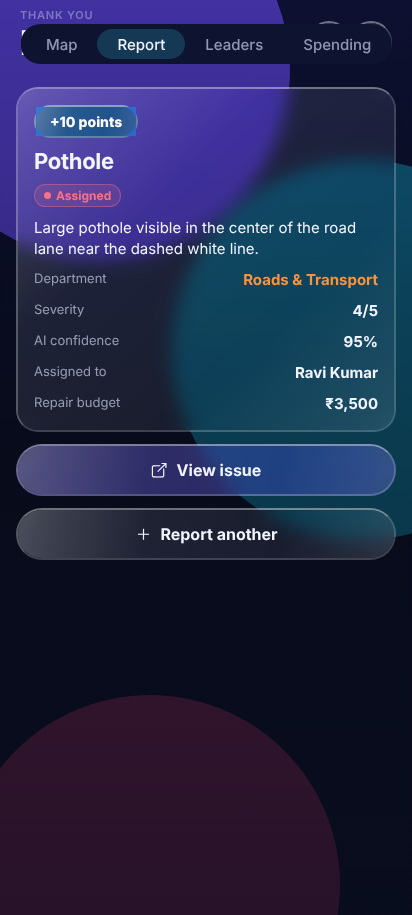 THANK YOU
Map Report Leaders Spending
+10 points
Pothole
Assigned
Large pothole visible in the center of the road
lane near the dashed white line.
Department Roads & Transport
Severity 4/5
AI confidence 95%
Assigned to Ravi Kumar
Repair budget ₹3,500
View issue
Report another